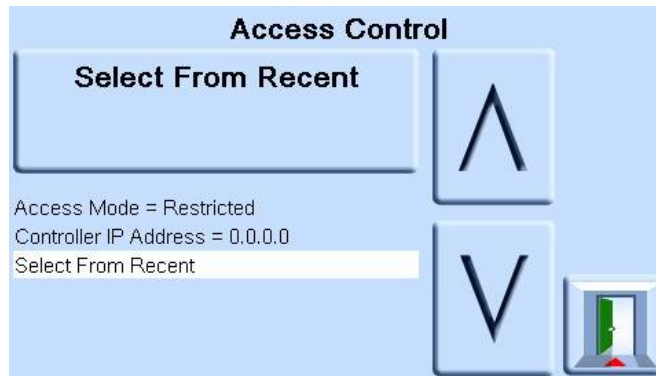 Access Control
Select From Recent
Access Mode = Restricted
Controller IP Address = 0.0.0.0
Select From Recent